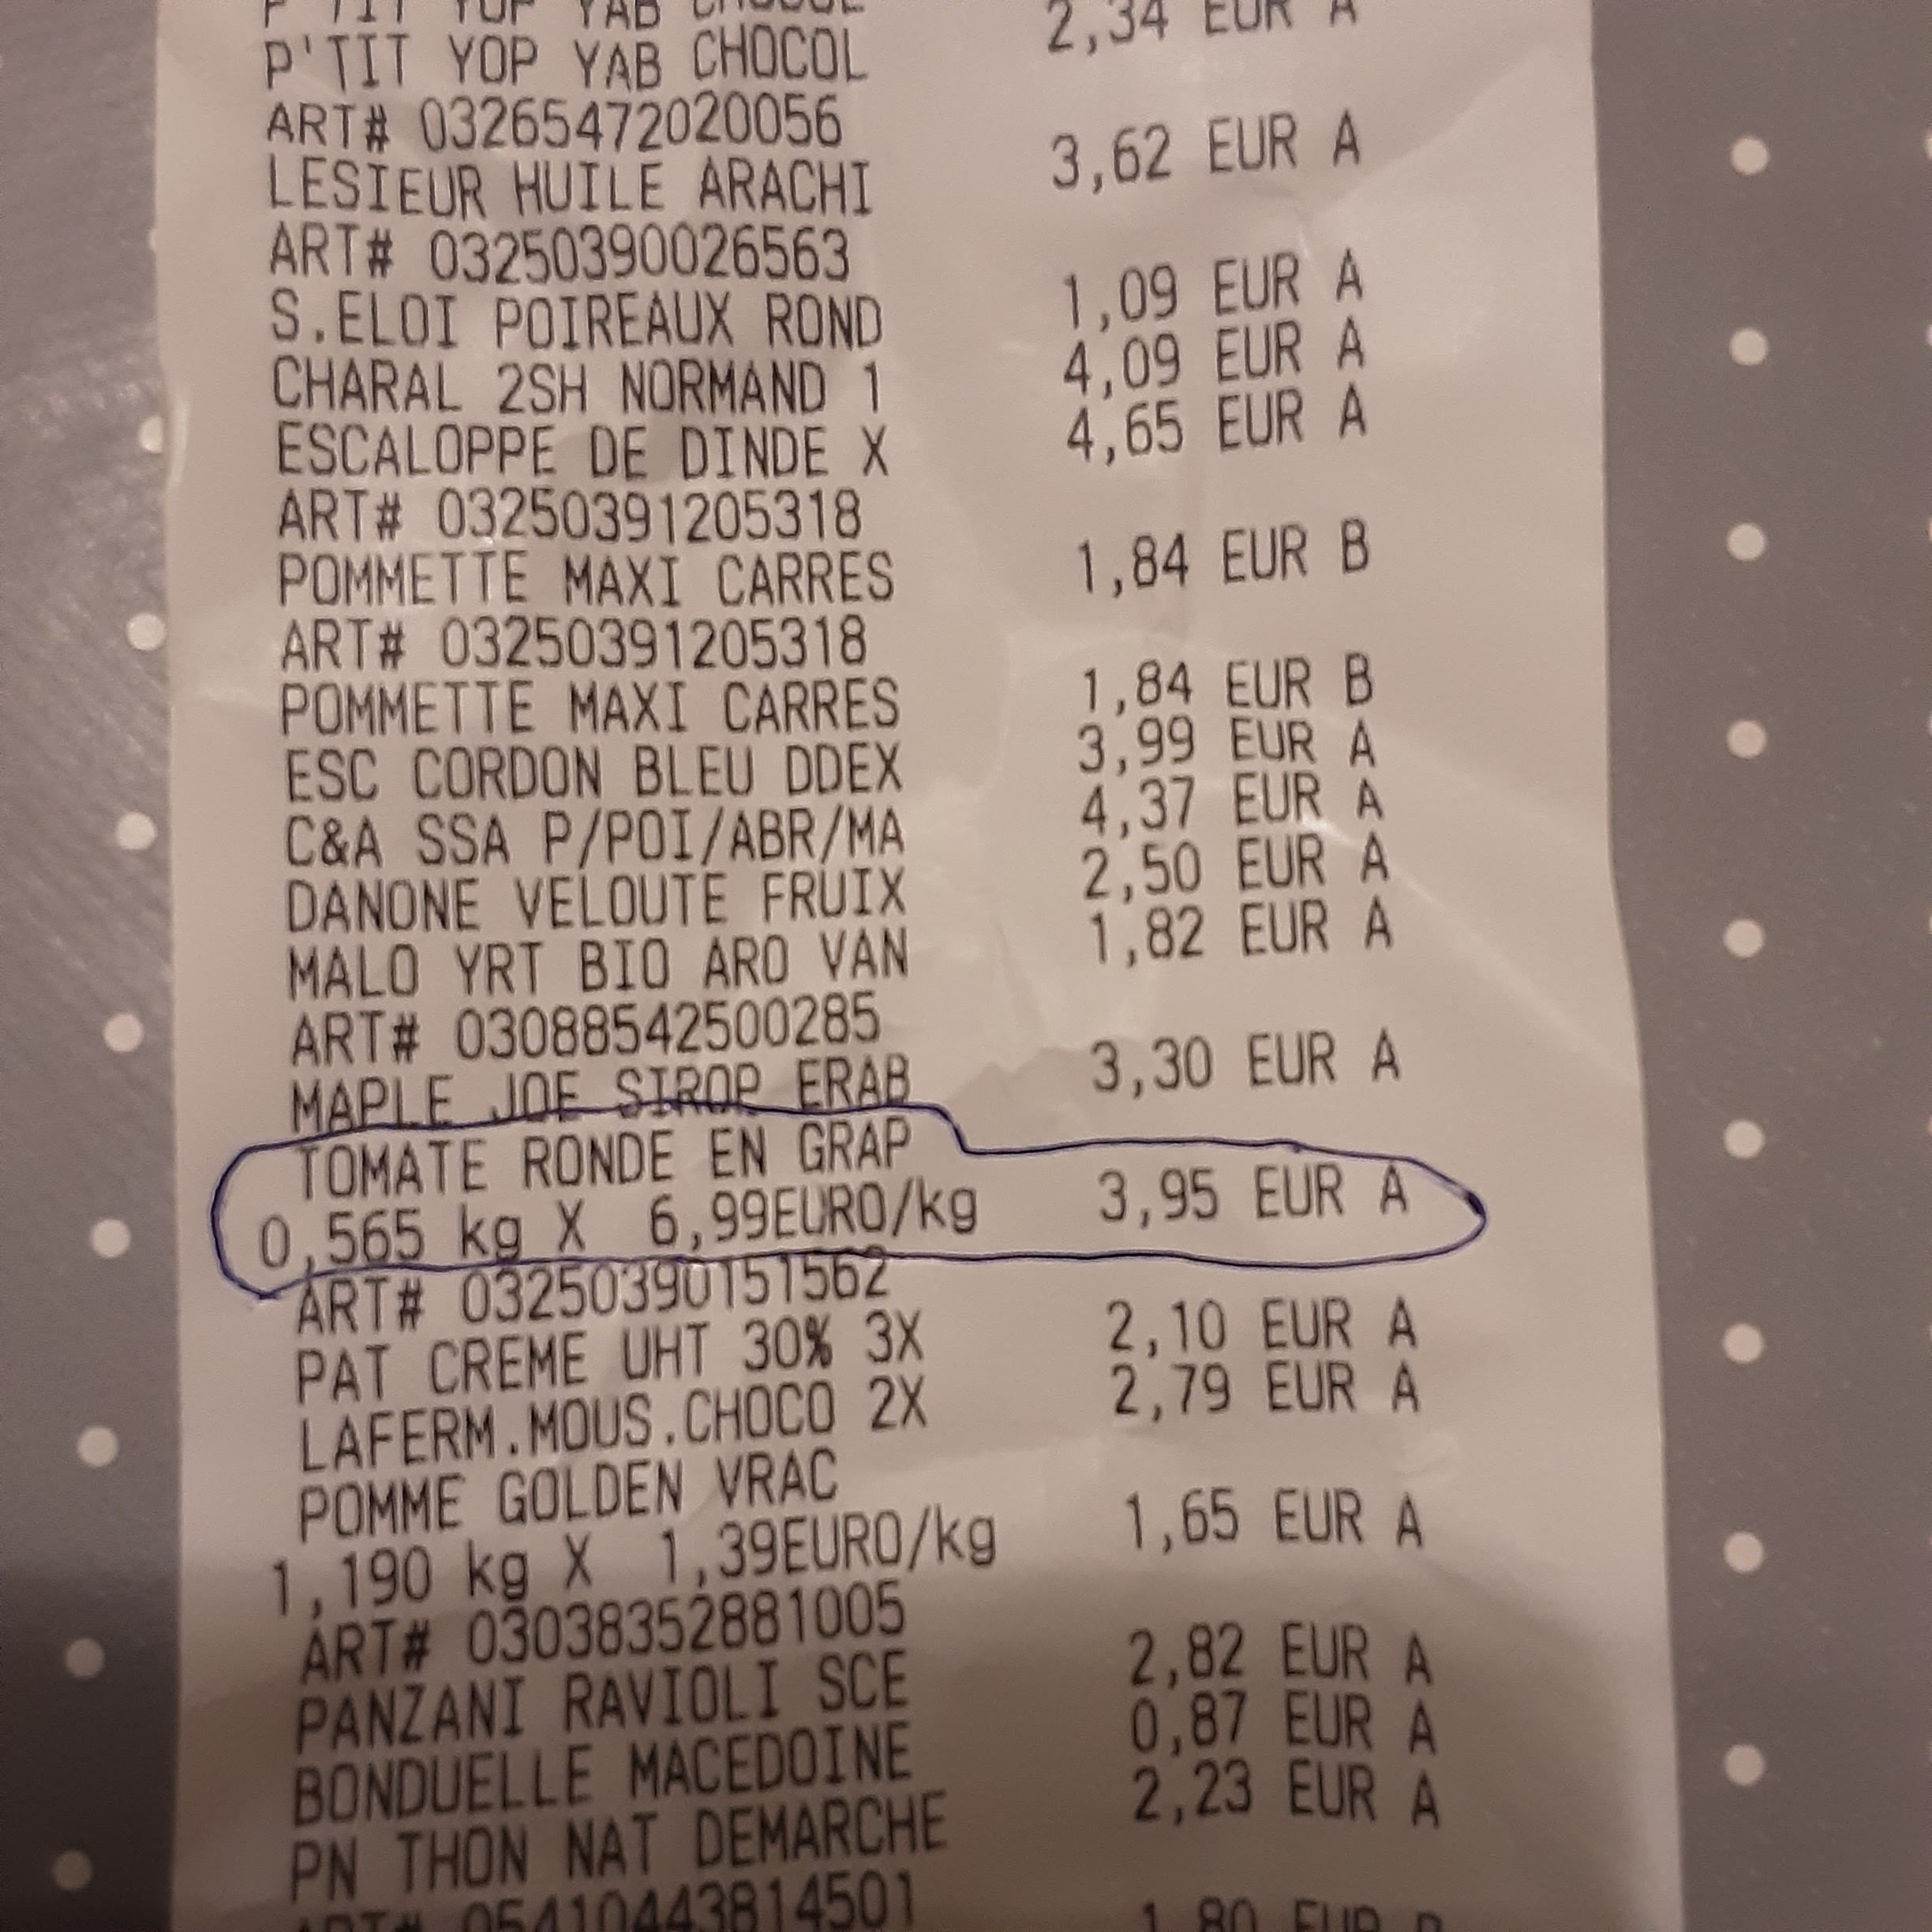 P'TIT YOP YAB CHOCOL 2,34 EUR A
P'TIT YOP YAB CHOCOL
ART# 03265472020056 3,62 EUR A
LESIEUR HUILE ARACHI
ART# 03250390026563 1,09 EUR A
S.ELOI POIREAUX ROND 4,09 EUR A
CHARAL 2SH NORMAND 1 4,65 EUR A
ESCALOPPE DE DINDE X
ART# 03250391205318 1,84 EUR B
POMMETTE MAXI CARRES
ART# 03250391205318 1,84 EUR B
POMMETTE MAXI CARRES 3,99 EUR A
ESC CORDON BLEU DDEX 4,37 EUR A
C&A SSA P/POI/ABR/MA 2,50 EUR A
DANONE VELOUTE FRUIX 1,82 EUR A
MALO YRT BIO ARO VAN
ART# 03088542500285 3,30 EUR A
MAPLE JOE SIROP ERAB
TOMATE RONDE EN GRAP
0,565 kg X 6,99EURO/kg 3,95 EUR A
ART# 03250390151562
PAT CREME UHT 30% 3X 2,10 EUR A
LAFERM.MOUS.CHOCO 2X 2,79 EUR A
POMME GOLDEN VRAC
1,190 kg X 1,39EURO/kg 1,65 EUR A
ART# 03038352881005
PANZANI RAVIOLI SCE 2,82 EUR A
BONDUELLE MACEDOINE 0,87 EUR A
PN THON NAT DEMARCHE 2,23 EUR A
ART# 05410443814501 1,80 EUR B